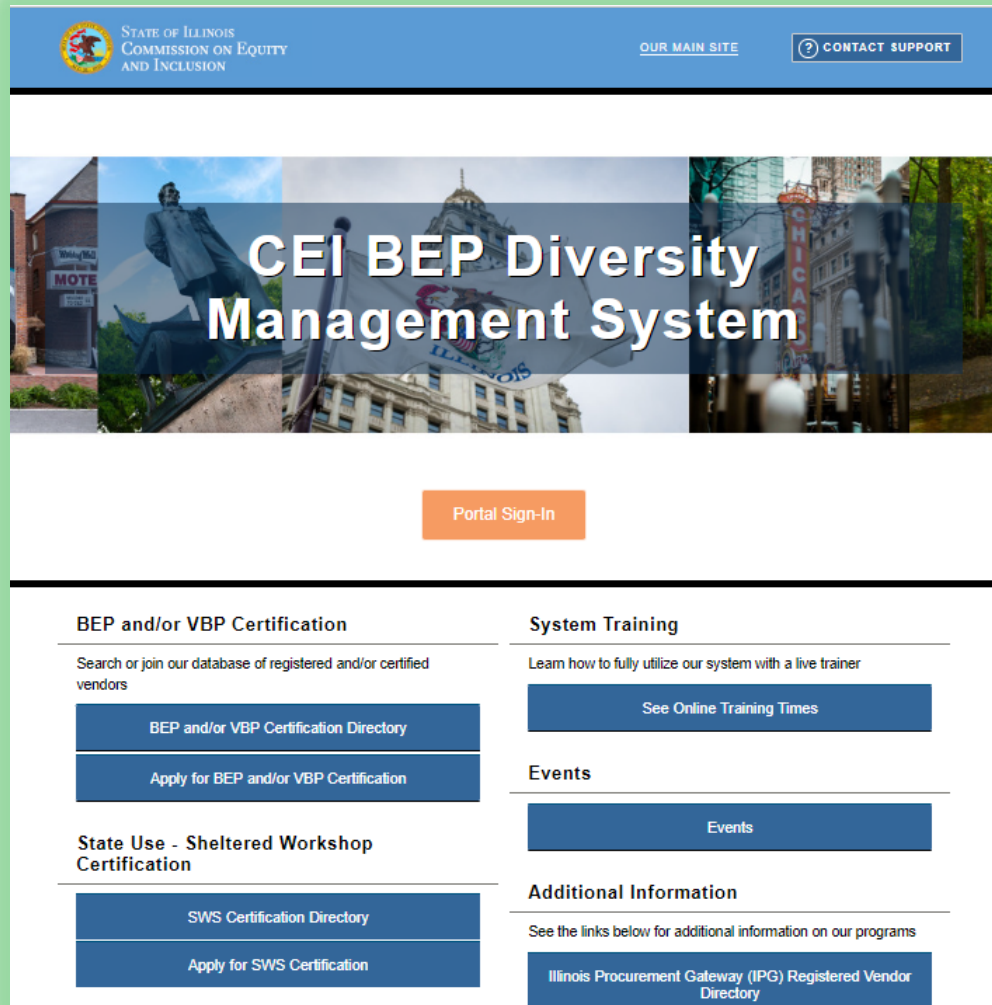 STATE OF ILLINOIS
COMMISSION ON EQUITY
AND INCLUSION
OUR MAIN SITE
? CONTACT SUPPORT
MOTEL
CHICAGO
ILLINOIS
CEI BEP Diversity
Management System
Portal Sign-In
BEP and/or VBP Certification
Search or join our database of registered and/or certified
vendors
BEP and/or VBP Certification Directory
Apply for BEP and/or VBP Certification
State Use - Sheltered Workshop
Certification
SWS Certification Directory
Apply for SWS Certification
System Training
Learn how to fully utilize our system with a live trainer
See Online Training Times
Events
Events
Additional Information
See the links below for additional information on our programs
Illinois Procurement Gateway (IPG) Registered Vendor
Directory